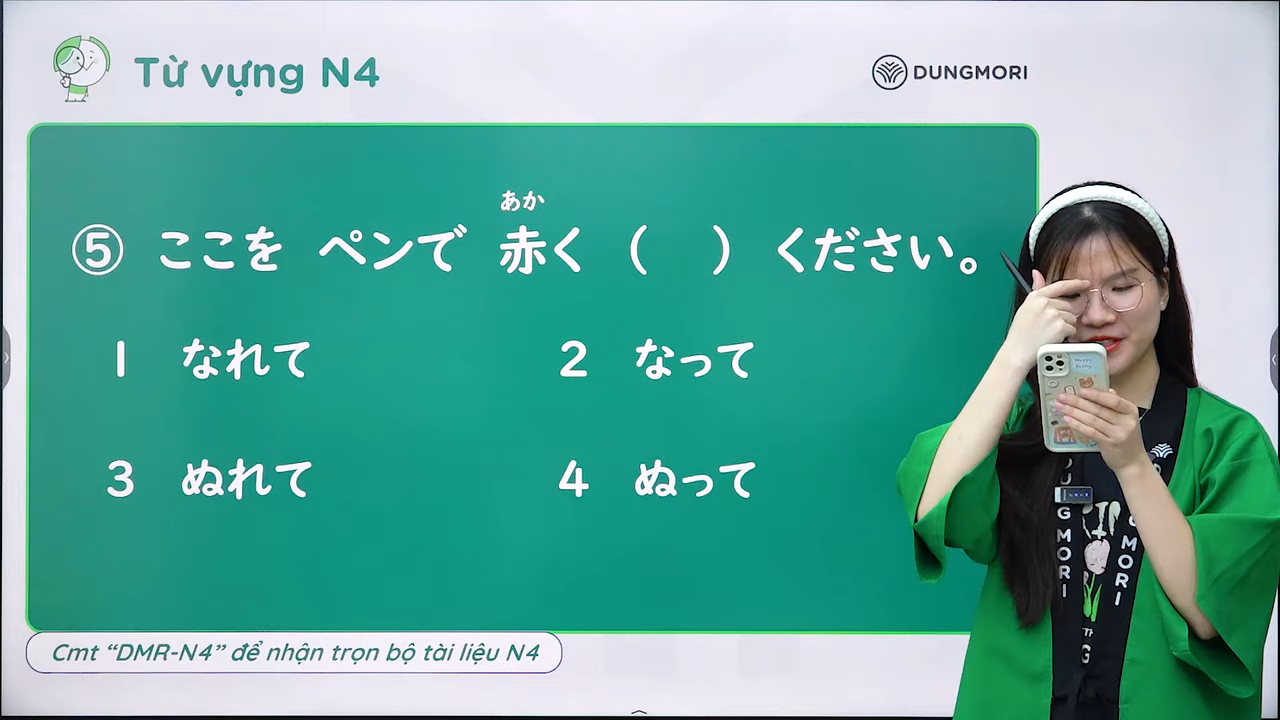 Từ vựng N4
DUNGMORI
あか
⑤ ここを ペンで 赤く ( ) ください。
1 なれて
2 なって
3 ぬれて
4 ぬって
Cmt “DMR-N4” để nhận trọn bộ tài liệu N4